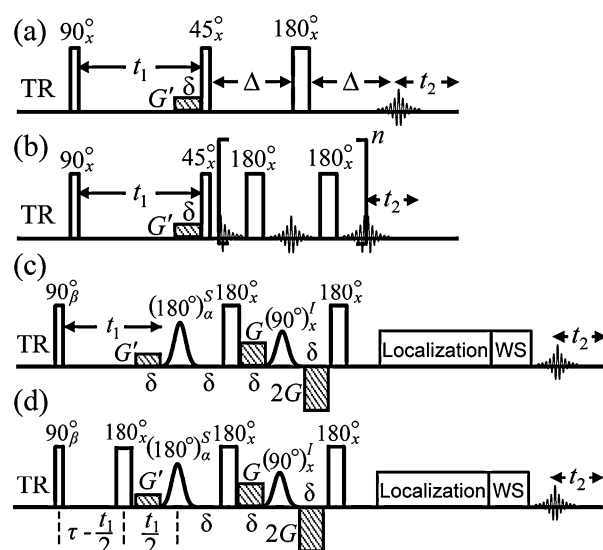 (a)
90°x 45°x 180°x
t1 Δ Δ t2
TR G′ δ
(b)
n
90°x 45°x 180°x 180°x
t1 t2
TR G′ δ
(c)
90°β (180°)Sα 180°x (90°)Ix 180°x
t1 G′ G δ t2
TR Localization WS
δ δ δ 2G
(d)
90°β 180°x (180°)Sα 180°x (90°)Ix 180°x
G′ G δ t2
TR Localization WS
τ - t1/2 t1/2 δ δ 2G